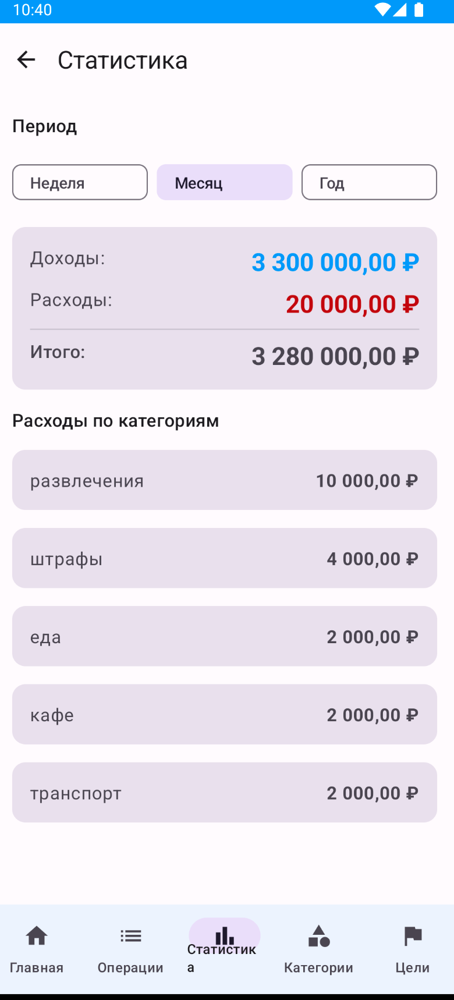 10:40
Статистика
Период
Неделя
Месяц
Год
Доходы: 3 300 000,00 ₽
Расходы: 20 000,00 ₽
Итого: 3 280 000,00 ₽
Расходы по категориям
развлечения 10 000,00 ₽
штрафы 4 000,00 ₽
еда 2 000,00 ₽
кафе 2 000,00 ₽
транспорт 2 000,00 ₽
Главная
Операции
Статистик
а
Категории
Цели